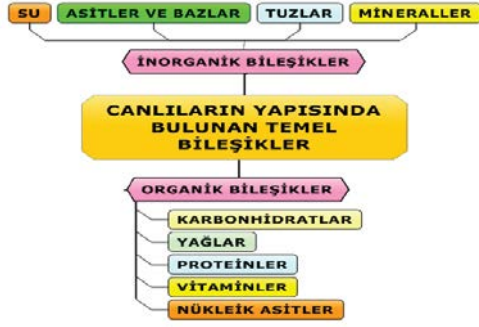 SU
ASİTLER VE BAZLAR
TUZLAR
MİNERALLER
İNORGANİK BİLEŞİKLER
CANLILARIN YAPISINDA
BULUNAN TEMEL
BİLEŞİKLER
ORGANİK BİLEŞİKLER
KARBONHİDRATLAR
YAĞLAR
PROTEİNLER
VİTAMİNLER
NÜKLEİK ASİTLER